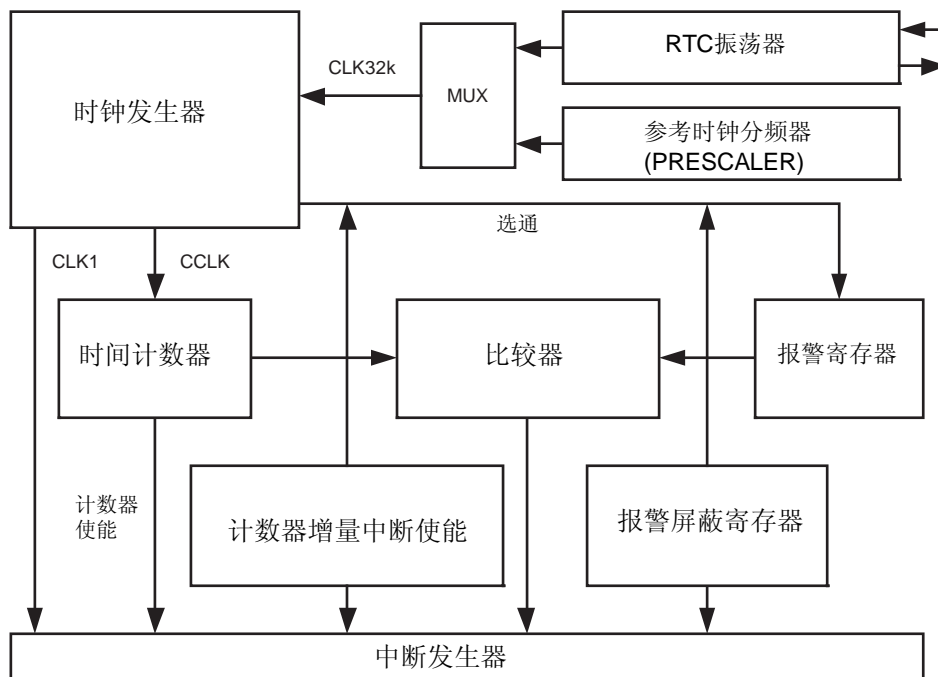 RTC振荡器
CLK32k
MUX
时钟发生器
参考时钟分频器
(PRESCALER)
选通
CLK1
CCLK
时间计数器
比较器
报警寄存器
计数器
使能
计数器增量中断使能
报警屏蔽寄存器
中断发生器